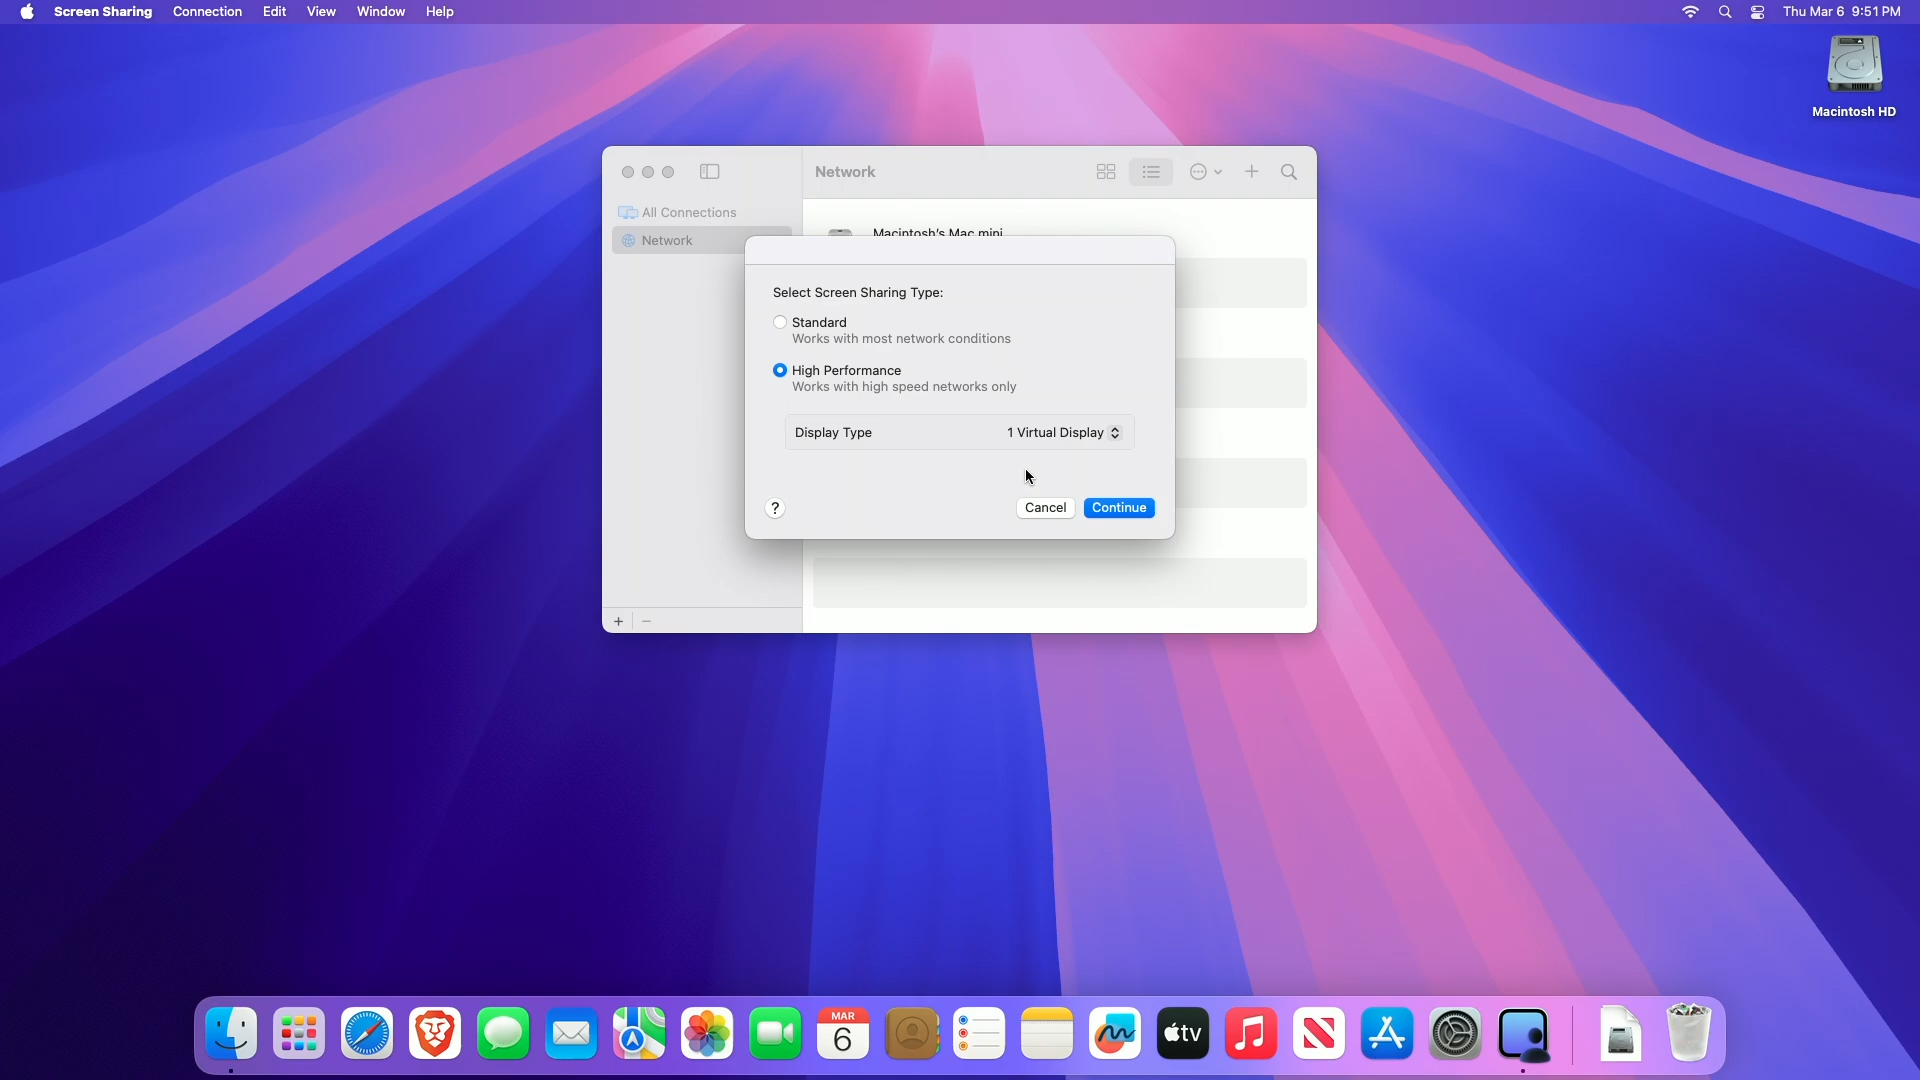 Screen Sharing Connection Edit View Window Help
Thu Mar 6 9:51 PM
Macintosh HD
Network
All Connections
Network
Macintosh's Mac mini
Select Screen Sharing Type:
Standard
Works with most network conditions
High Performance
Works with high speed networks only
Display Type 1 Virtual Display
? Cancel Continue
MAR
6
tv